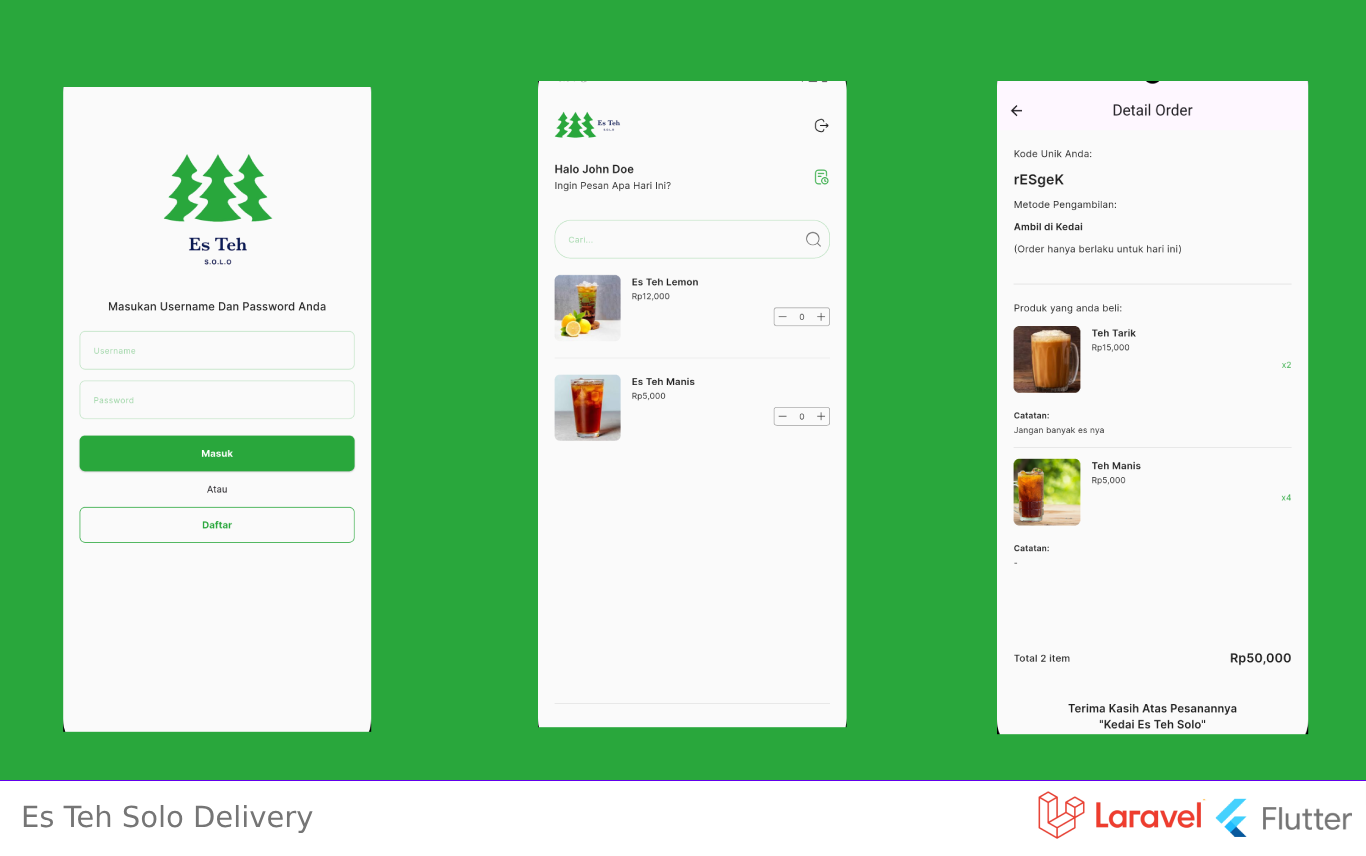 Es Teh
S.O.L.O
Masukan Username Dan Password Anda
Username
Password
Masuk
Atau
Daftar
Es Teh
SOLO
Halo John Doe
Ingin Pesan Apa Hari Ini?
Cari...
Es Teh Lemon
Rp12,000
0
Es Teh Manis
Rp5,000
0
Detail Order
Kode Unik Anda:
rESgeK
Metode Pengambilan:
Ambil di Kedai
(Order hanya berlaku untuk hari ini)
Produk yang anda beli:
Teh Tarik
Rp15,000
x2
Catatan:
Jangan banyak es nya
Teh Manis
Rp5,000
x4
Catatan:
-
Total 2 item
Rp50,000
Terima Kasih Atas Pesanannya
"Kedai Es Teh Solo"
Es Teh Solo Delivery
Laravel
Flutter